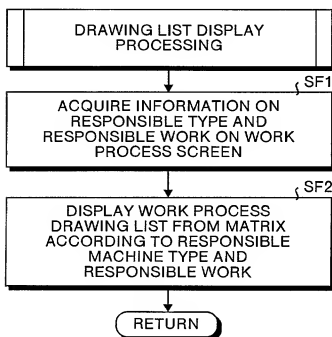 DRAWING LIST DISPLAY
PROCESSING
SF1
ACQUIRE INFORMATION ON
RESPONSIBLE TYPE AND
RESPONSIBLE WORK ON WORK
PROCESS SCREEN
SF2
DISPLAY WORK PROCESS
DRAWING LIST FROM MATRIX
ACCORDING TO RESPONSIBLE
MACHINE TYPE AND
RESPONSIBLE WORK
RETURN